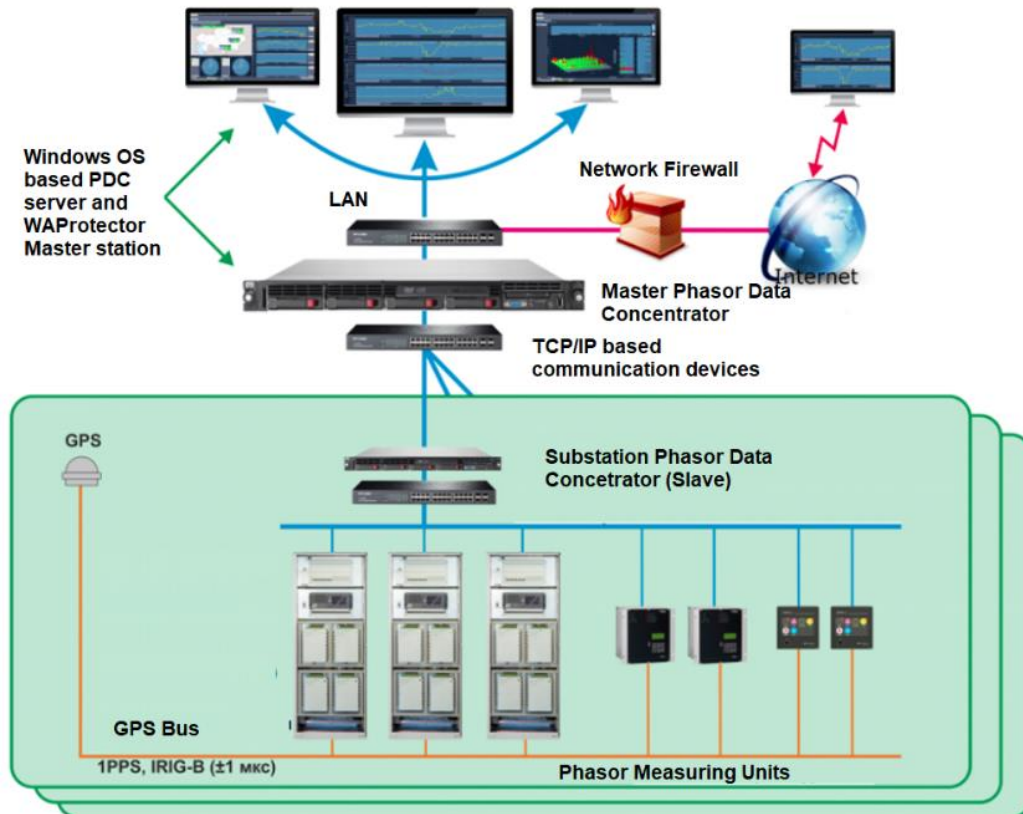 Windows OS
based PDC
server and
WAProtector
Master station
LAN
Network Firewall
Internet
Master Phasor Data
Concentrator
TCP/IP based
communication devices
GPS
Substation Phasor Data
Concetrator (Slave)
GPS Bus
1PPS, IRIG-B (±1 мкс)
Phasor Measuring Units